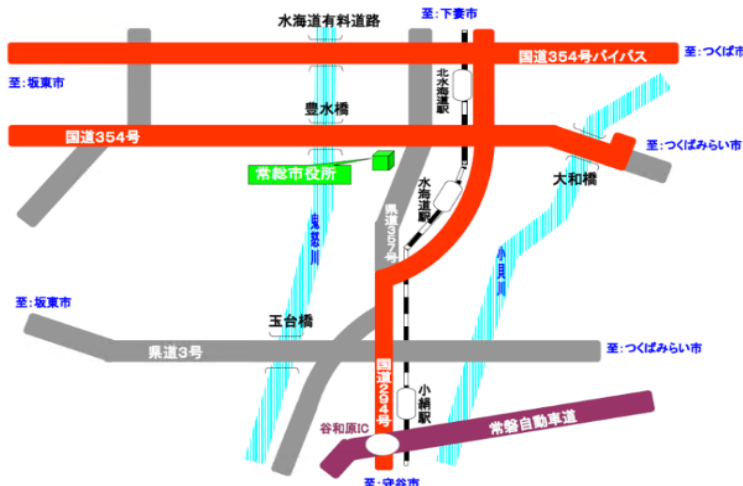 水海道有料道路
至：下妻市
国道354号バイパス
至：つくば市
至：坂東市
北水海道駅
豊水橋
国道354号
至：つくばみらい市
常総市役所
大和橋
水海道駅
県道357号
鬼怒川
小貝川
至：坂東市
玉台橋
県道3号
至：つくばみらい市
国道294号
小絹駅
谷和原IC
常磐自動車道
至：守谷市